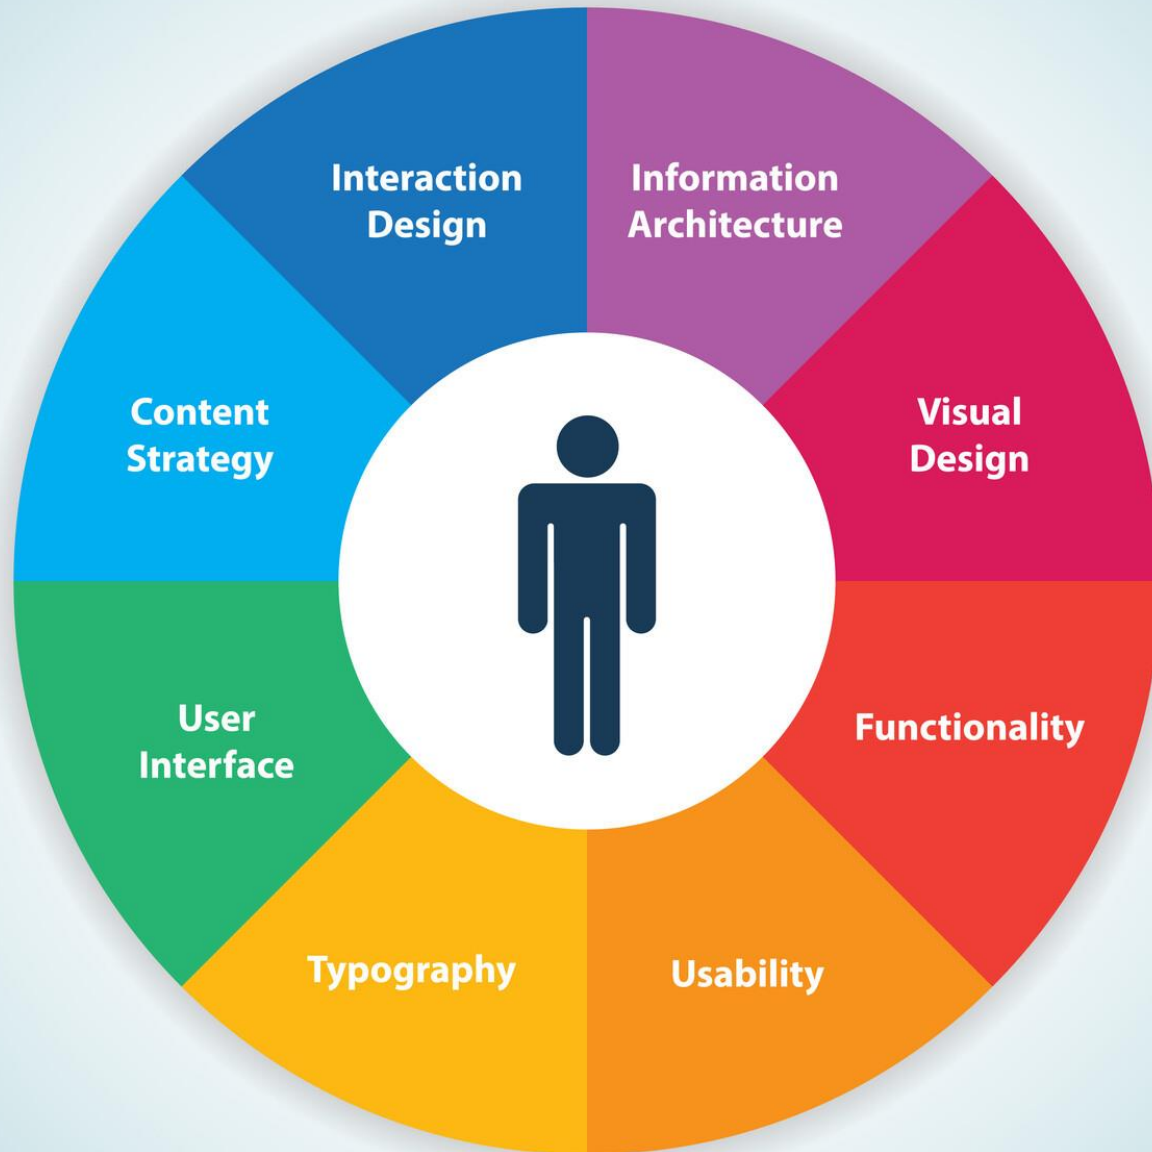 Interaction
Design
Information
Architecture
Visual
Design
Functionality
Usability
Typography
User
Interface
Content
Strategy